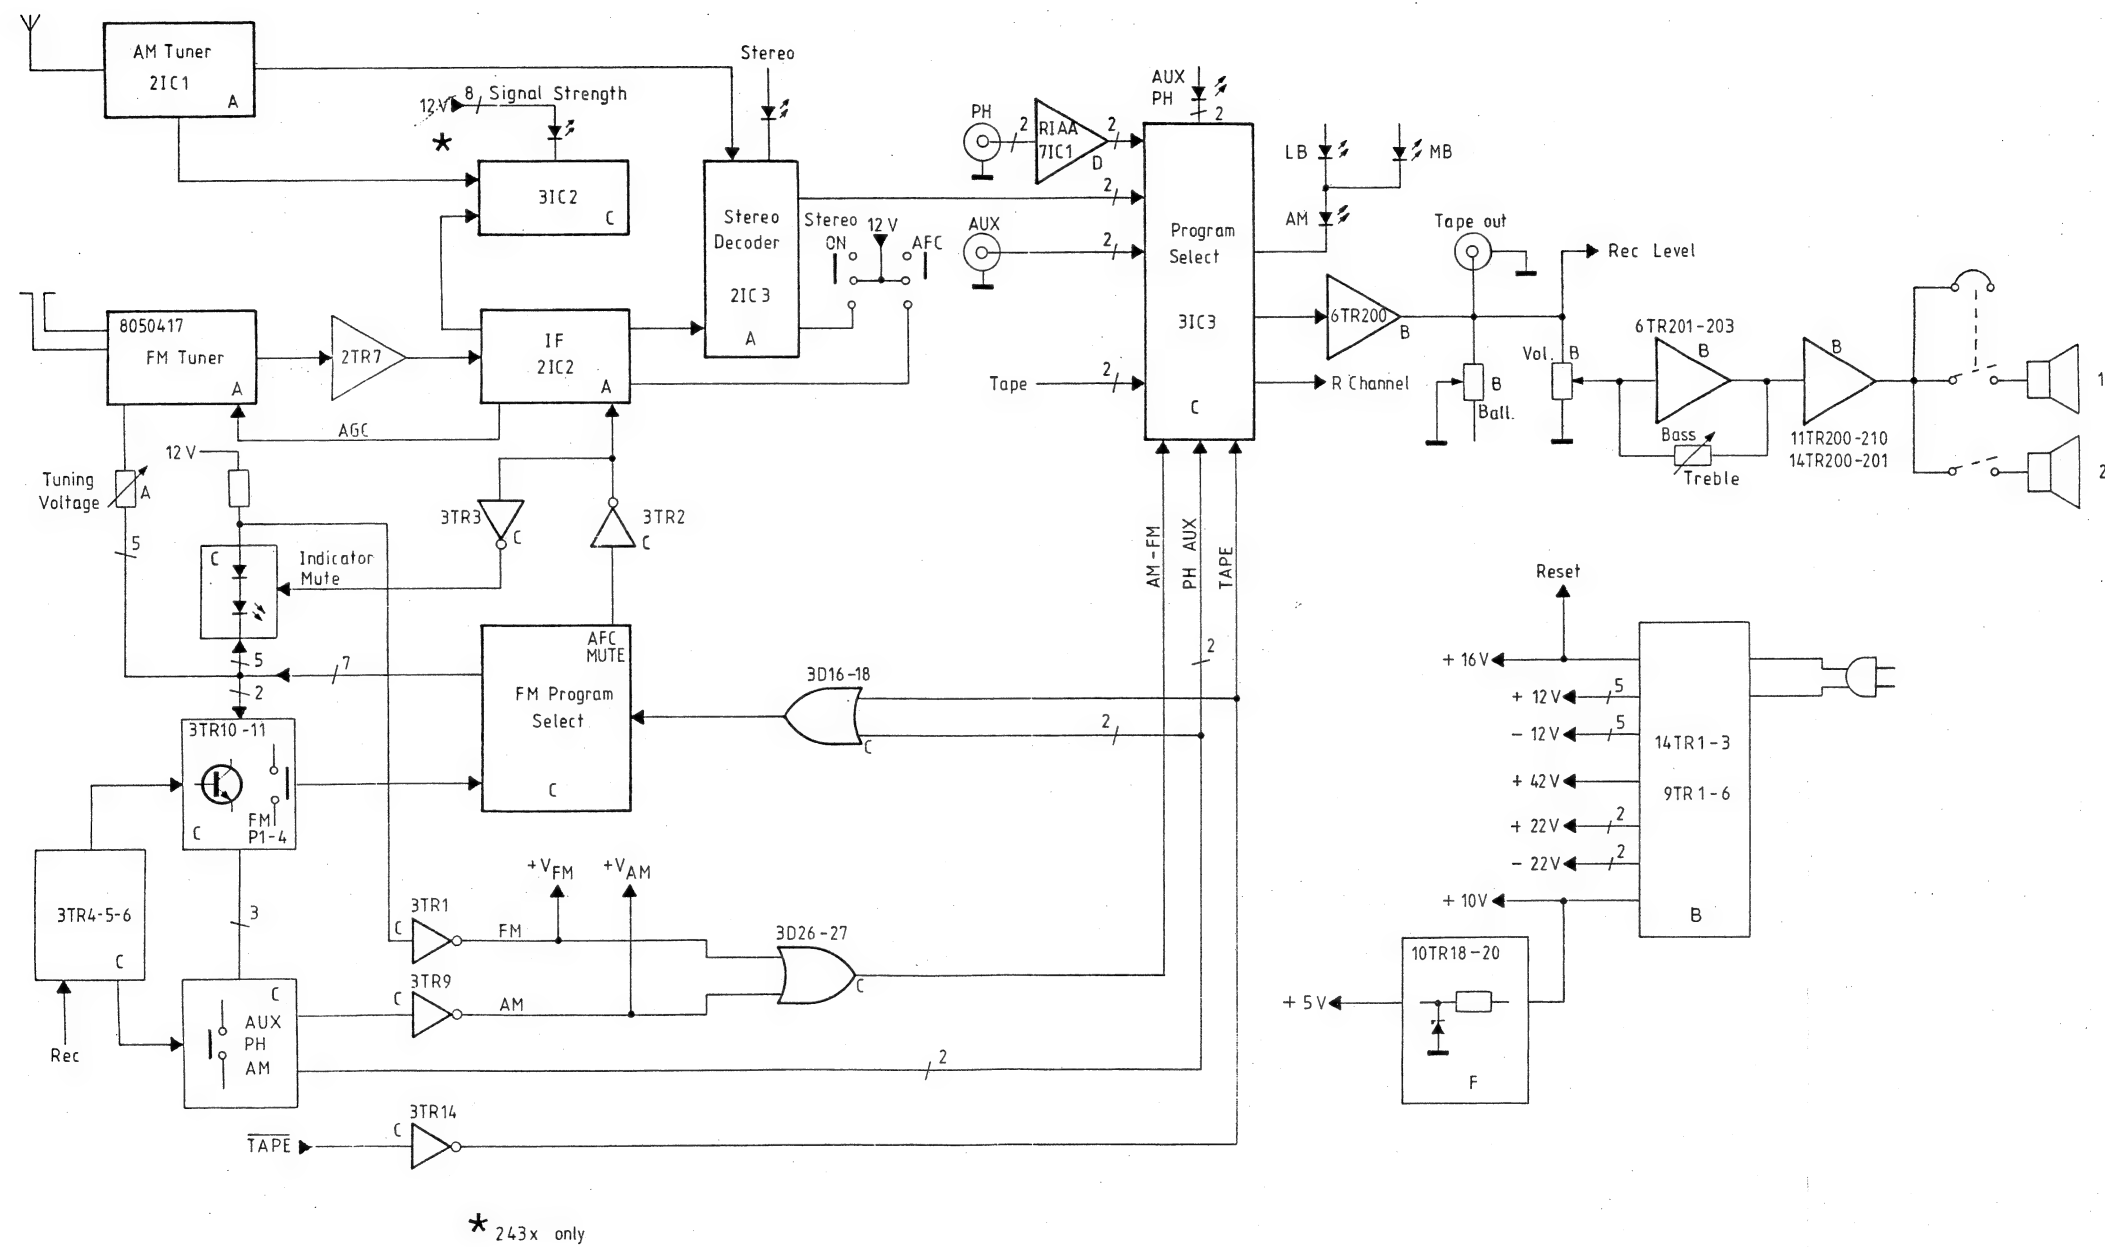 AM Tuner
2IC1
A
12V
8
Signal Strength
*
3IC2
C
Stereo
Stereo
Decoder
2IC3
A
Stereo
ON
12V
AFC
8050417
FM Tuner
A
2TR7
IF
2IC2
A
AGC
12V
Tuning
Voltage
A
5
C
Indicator
Mute
3TR3
C
3TR2
C
5
2
7
AFC
MUTE
FM Program
Select
C
3D16-18
C
2
3TR10-11
C
FM
P1-4
3TR4-5-6
C
Rec
3
C
AUX
PH
AM
+VFM
+VAM
3TR1
C
FM
3TR9
C
AM
3D26-27
C
2
3TR14
C
TAPE
* 243x only
PH
2
RIAA
7IC1
D
2
2
AUX
2
Tape
2
AUX
PH
2
Program
Select
3IC3
C
AM-FM
PH AUX
TAPE
2
LB
MB
AM
6TR200
B
R Channel
Tape out
Rec Level
B
Ball.
Vol.
B
6TR201-203
B
Bass
Treble
B
11TR200-210
14TR200-201
1
2
Reset
+16V
+ 12V
5
- 12V
5
+ 42V
+ 22V
2
- 22V
2
+10V
14TR1-3
9TR1-6
B
10TR18-20
+5V
F